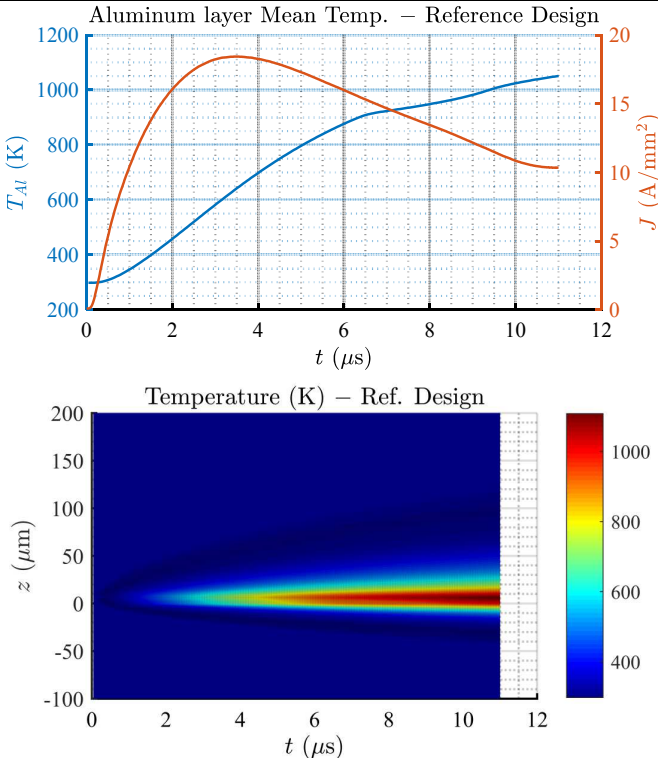 Aluminum layer Mean Temp. − Reference Design
1200
1000
800
600
400
200
T_Al (K)
20
15
10
5
0
J (A/mm²)
0 2 4 6 8 10 12
t (μs)
Temperature (K) − Ref. Design
200
150
100
50
0
-50
-100
z (μm)
0 2 4 6 8 10 12
t (μs)
1000
800
600
400